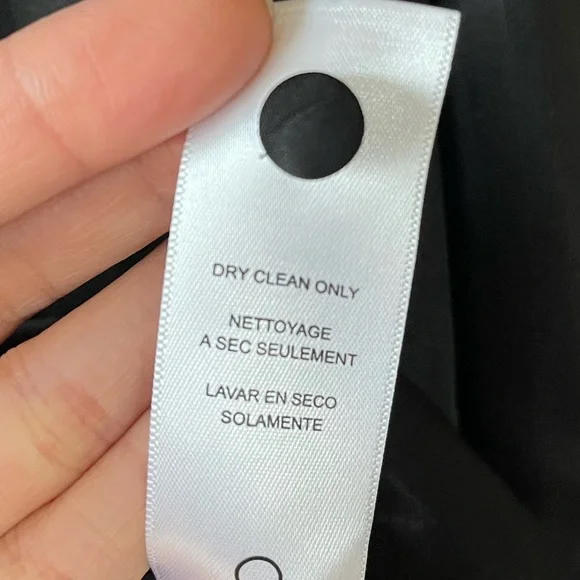 DRY CLEAN ONLY
NETTOYAGE
A SEC SEULEMENT
LAVAR EN SECO
SOLAMENTE